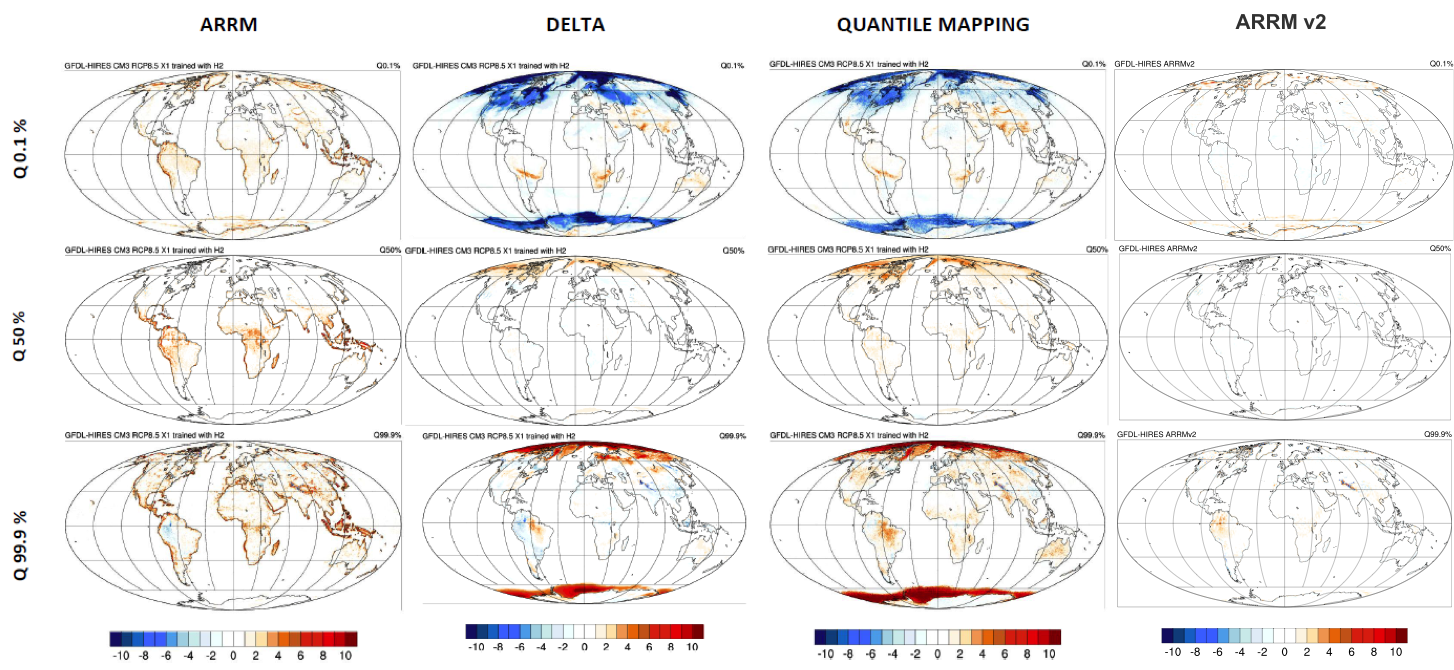 ARRM DELTA QUANTILE MAPPING ARRM v2
GFDL-HIRES CM3 RCP8.5 X1 trained with H2 Q0.1% GFDL-HIRES CM3 RCP8.5 X1 trained with H2 Q0.1% GFDL-HIRES CM3 RCP8.5 X1 trained with H2 Q0.1% GFDL-HIRES ARRMv2 Q0.1%
Q 0.1 %
GFDL-HIRES CM3 RCP8.5 X1 trained with H2 Q50% GFDL-HIRES CM3 RCP8.5 X1 trained with H2 Q50% GFDL-HIRES CM3 RCP8.5 X1 trained with H2 Q50% GFDL-HIRES ARRMv2 Q50%
Q 50 %
GFDL-HIRES CM3 RCP8.5 X1 trained with H2 Q99.9% GFDL-HIRES CM3 RCP8.5 X1 trained with H2 Q99.9% GFDL-HIRES CM3 RCP8.5 X1 trained with H2 Q99.9% GFDL-HIRES ARRMv2 Q99.9%
Q 99.9 %
-10 -8 -6 -4 -2 0 2 4 6 8 10 -10 -8 -6 -4 -2 0 2 4 6 8 10 -10 -8 -6 -4 -2 0 2 4 6 8 10 -10 -8 -6 -4 -2 0 2 4 6 8 10